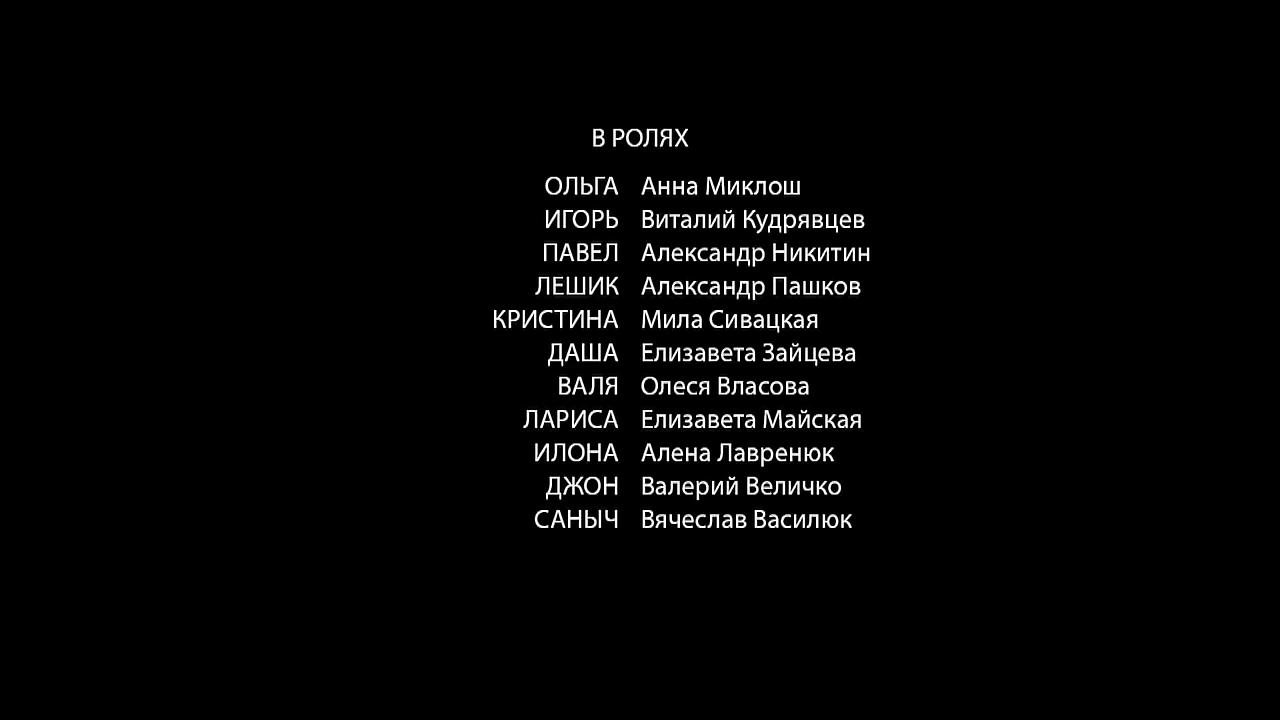 В РОЛЯХ
ОЛЬГА Анна Миклош
ИГОРЬ Виталий Кудрявцев
ПАВЕЛ Александр Никитин
ЛЕШИК Александр Пашков
КРИСТИНА Мила Сивацкая
ДАША Елизавета Зайцева
ВАЛЯ Олеся Власова
ЛАРИСА Елизавета Майская
ИЛОНА Алена Лавренюк
ДЖОН Валерий Величко
САНЫЧ Вячеслав Василюк